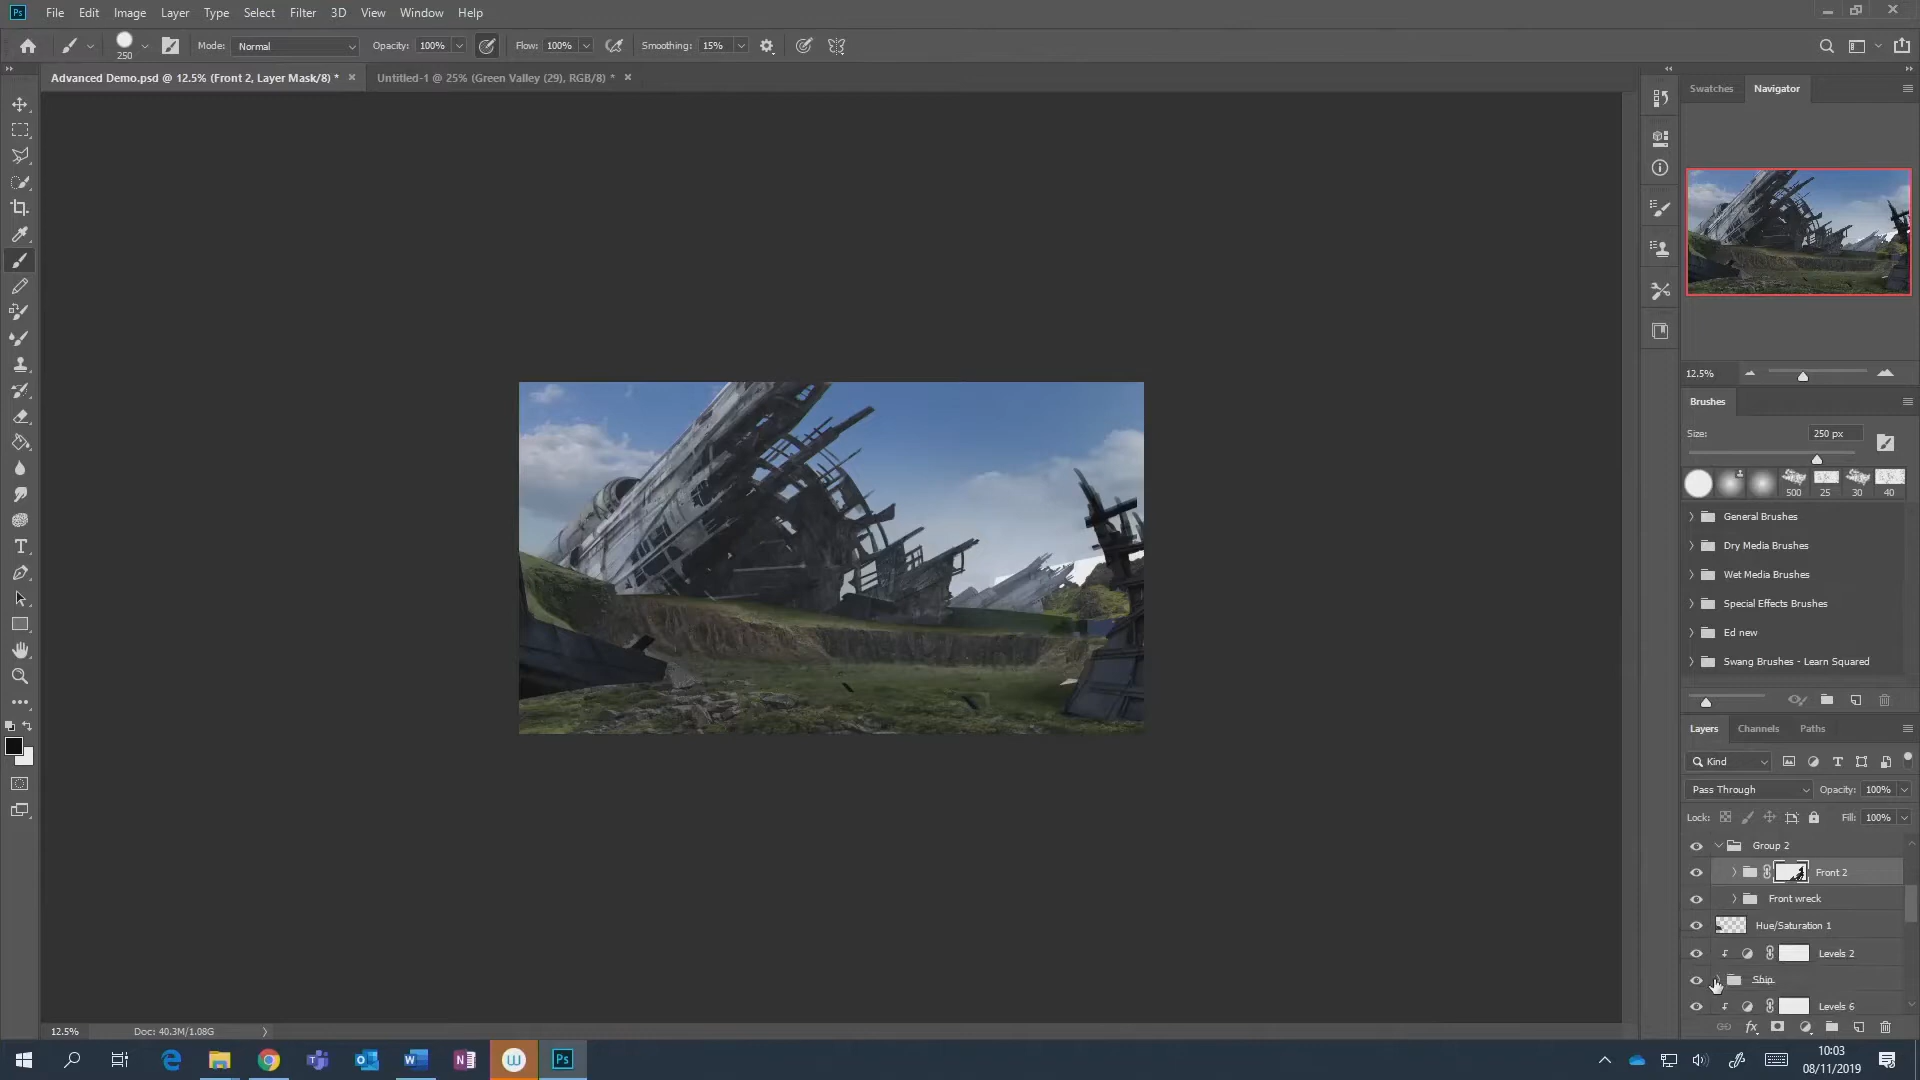 Ps File Edit Image Layer Type Select Filter 3D View Window Help
250 Mode: Normal Opacity: 100% Flow: 100% Smoothing: 15%
Advanced Demo.psd @ 12.5% (Front 2, Layer Mask/8) * × Untitled-1 @ 25% (Green Valley (29), RGB/8) * ×
Swatches Navigator
12.5%
Brushes
Size: 250 px
500 25 30 40
General Brushes
Dry Media Brushes
Wet Media Brushes
Special Effects Brushes
Ed new
Swang Brushes - Learn Squared
Layers Channels Paths
Kind
Pass Through Opacity: 100%
Lock: Fill: 100%
Group 2
Front 2
Front wreck
Hue/Saturation 1
Levels 2
Ship
Levels 6
fx
12.5% Doc: 40.3M/1.08G
Ps
10:03
08/11/2019